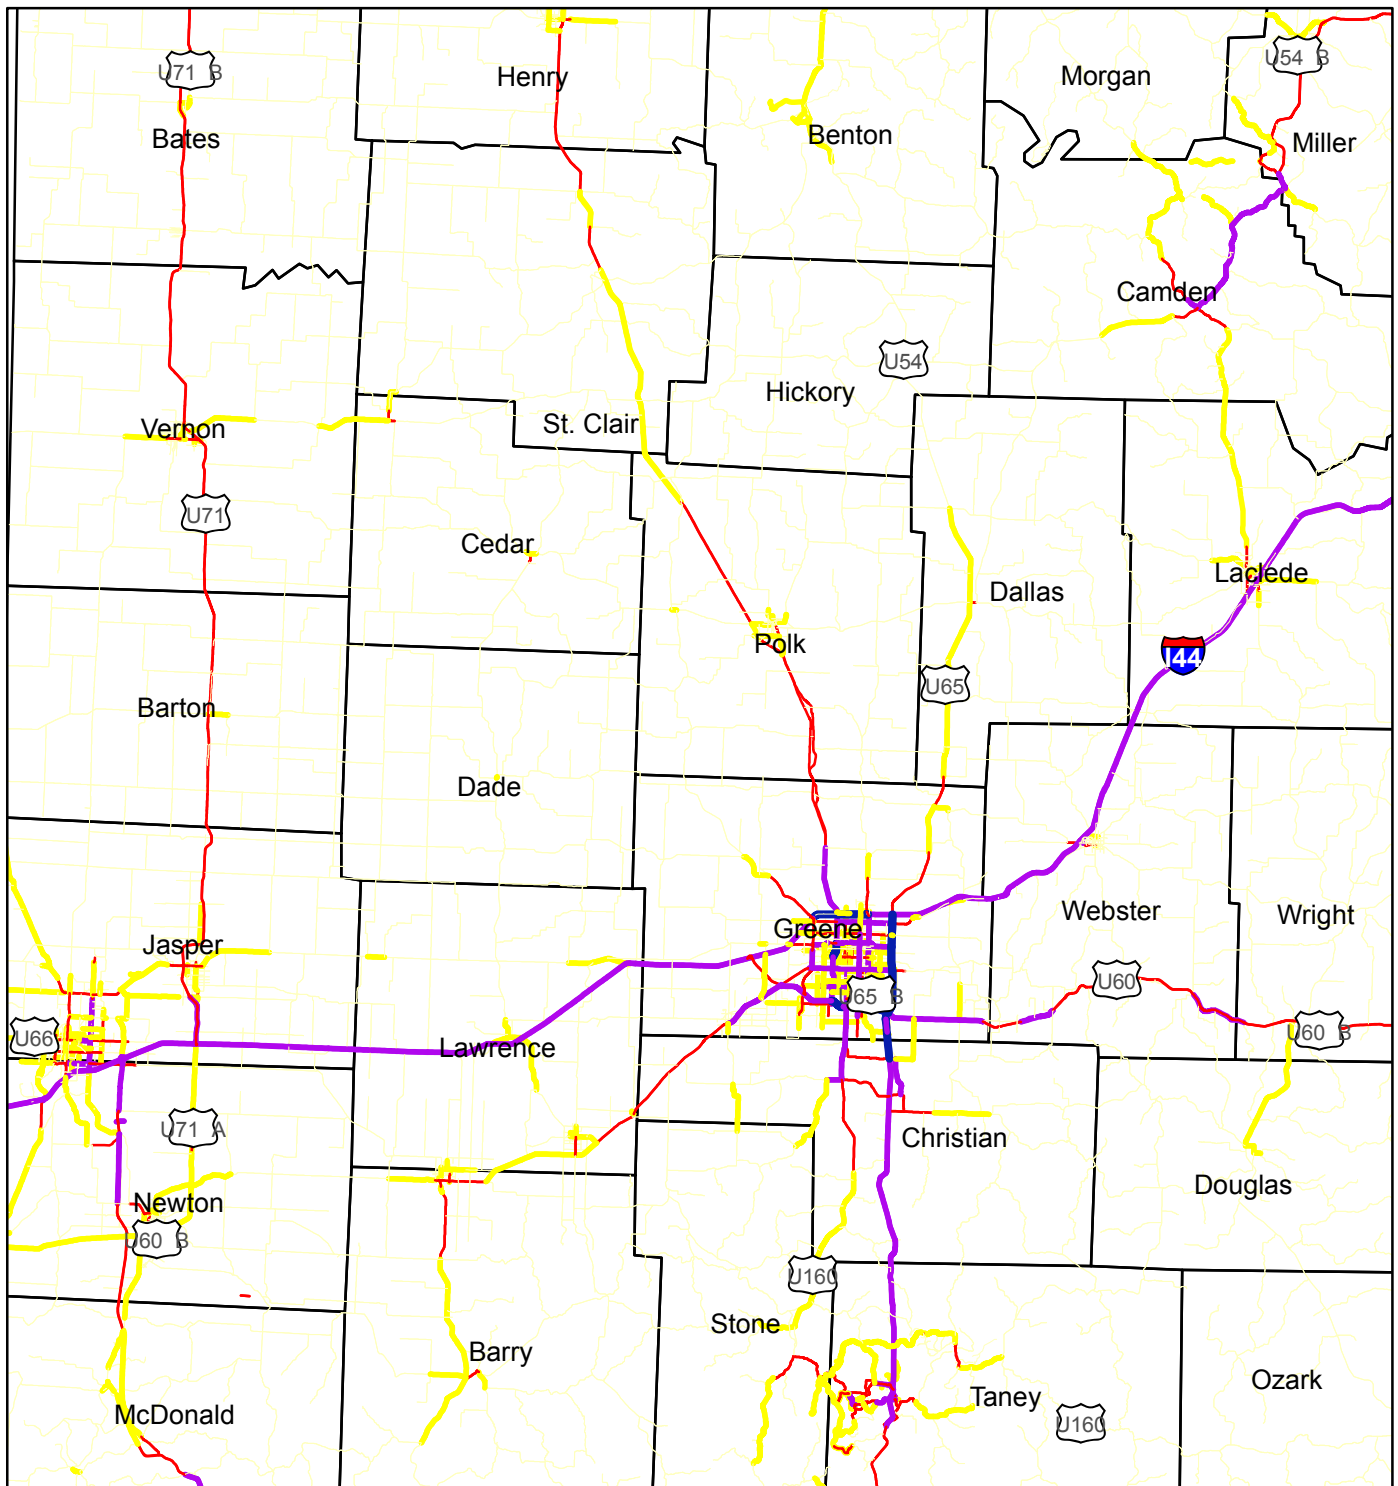 U71 B
Henry
Morgan
U54 B
Bates
Benton
Miller
Camden
U54
Hickory
Vernon
St. Clair
U71
Cedar
Laclede
Dallas
Polk
I44
U65
Barton
Dade
Webster
Wright
Greene
Jasper
U60
U65 B
U66
U60 B
Lawrence
U71 A
Christian
Douglas
Newton
U60 B
U160
Stone
Barry
Ozark
Taney
McDonald
U160